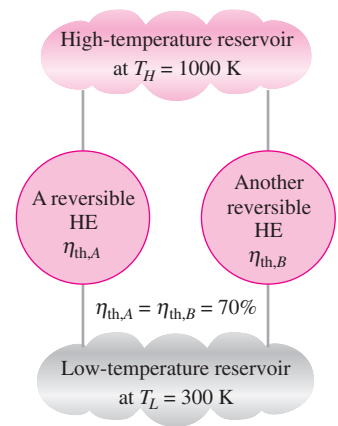 High-temperature reservoir
at T_H = 1000 K
A reversible
HE
η_th,A
Another
reversible
HE
η_th,B
η_th,A = η_th,B = 70%
Low-temperature reservoir
at T_L = 300 K